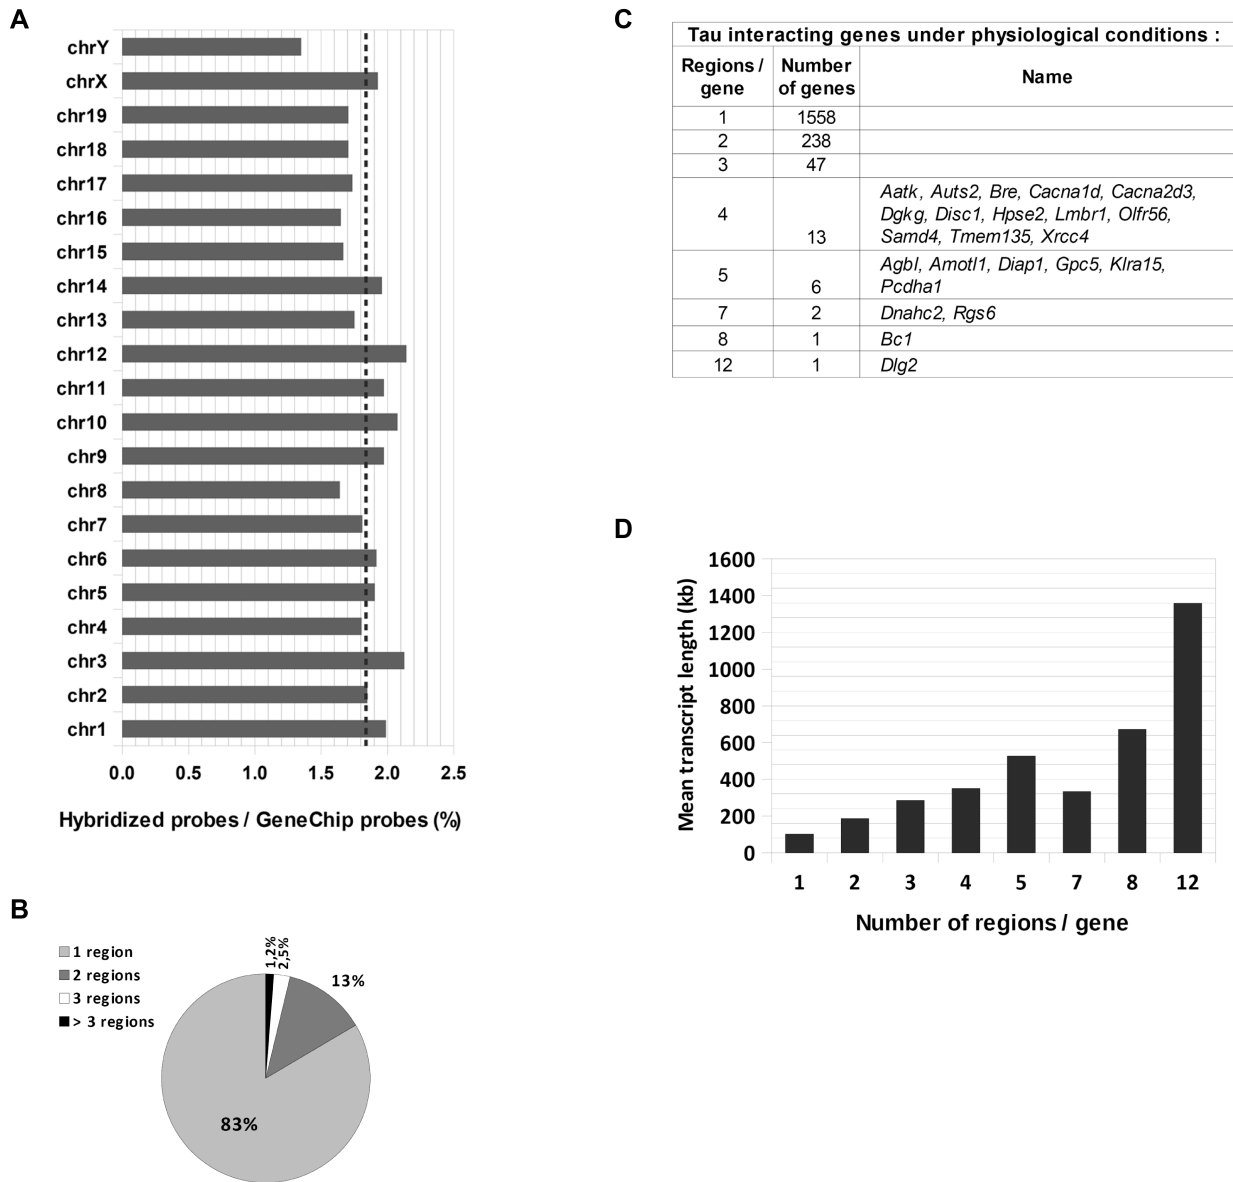 A
chrY
chrX
chr19
chr18
chr17
chr16
chr15
chr14
chr13
chr12
chr11
chr10
chr9
chr8
chr7
chr6
chr5
chr4
chr3
chr2
chr1
0.0 0.5 1.0 1.5 2.0 2.5
Hybridized probes / GeneChip probes (%)
B
1 region
2 regions
3 regions
> 3 regions
1,2%
2,5%
13%
83%
C
Tau interacting genes under physiological conditions :
Regions / gene Number of genes Name
1 1558
2 238
3 47
4 13 Aatk, Auts2, Bre, Cacna1d, Cacna2d3,
Dgkg, Disc1, Hpse2, Lmbr1, Olfr56,
Samd4, Tmem135, Xrcc4
5 6 Agbl, Amotl1, Diap1, Gpc5, Klra15,
Pcdha1
7 2 Dnahc2, Rgs6
8 1 Bc1
12 1 Dlg2
D
Mean transcript length (kb)
1600
1400
1200
1000
800
600
400
200
0
1 2 3 4 5 7 8 12
Number of regions / gene